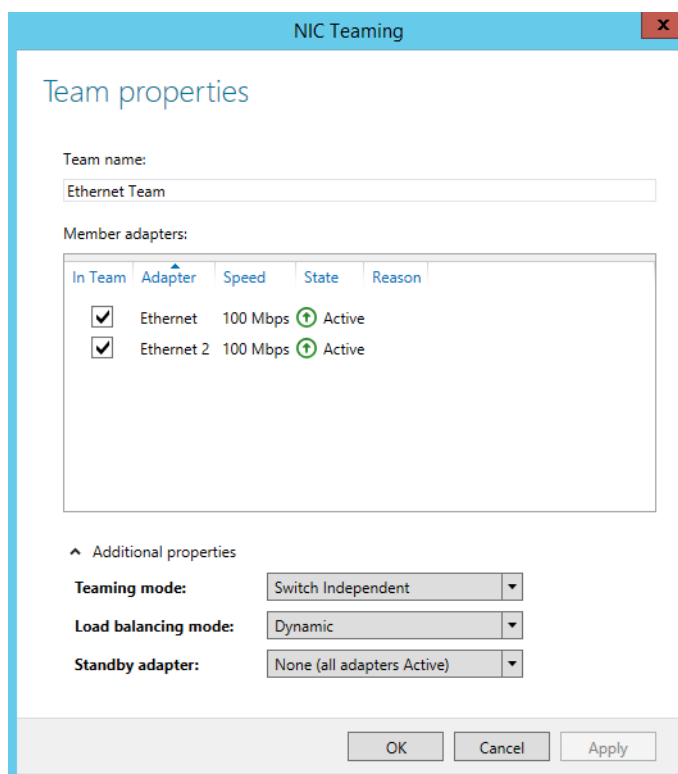 NIC Teaming
x
Team properties
Team name:
Ethernet Team
Member adapters:
In Team Adapter Speed State Reason
Ethernet 100 Mbps Active
Ethernet 2 100 Mbps Active
Additional properties
Teaming mode: Switch Independent
Load balancing mode: Dynamic
Standby adapter: None (all adapters Active)
OK Cancel Apply